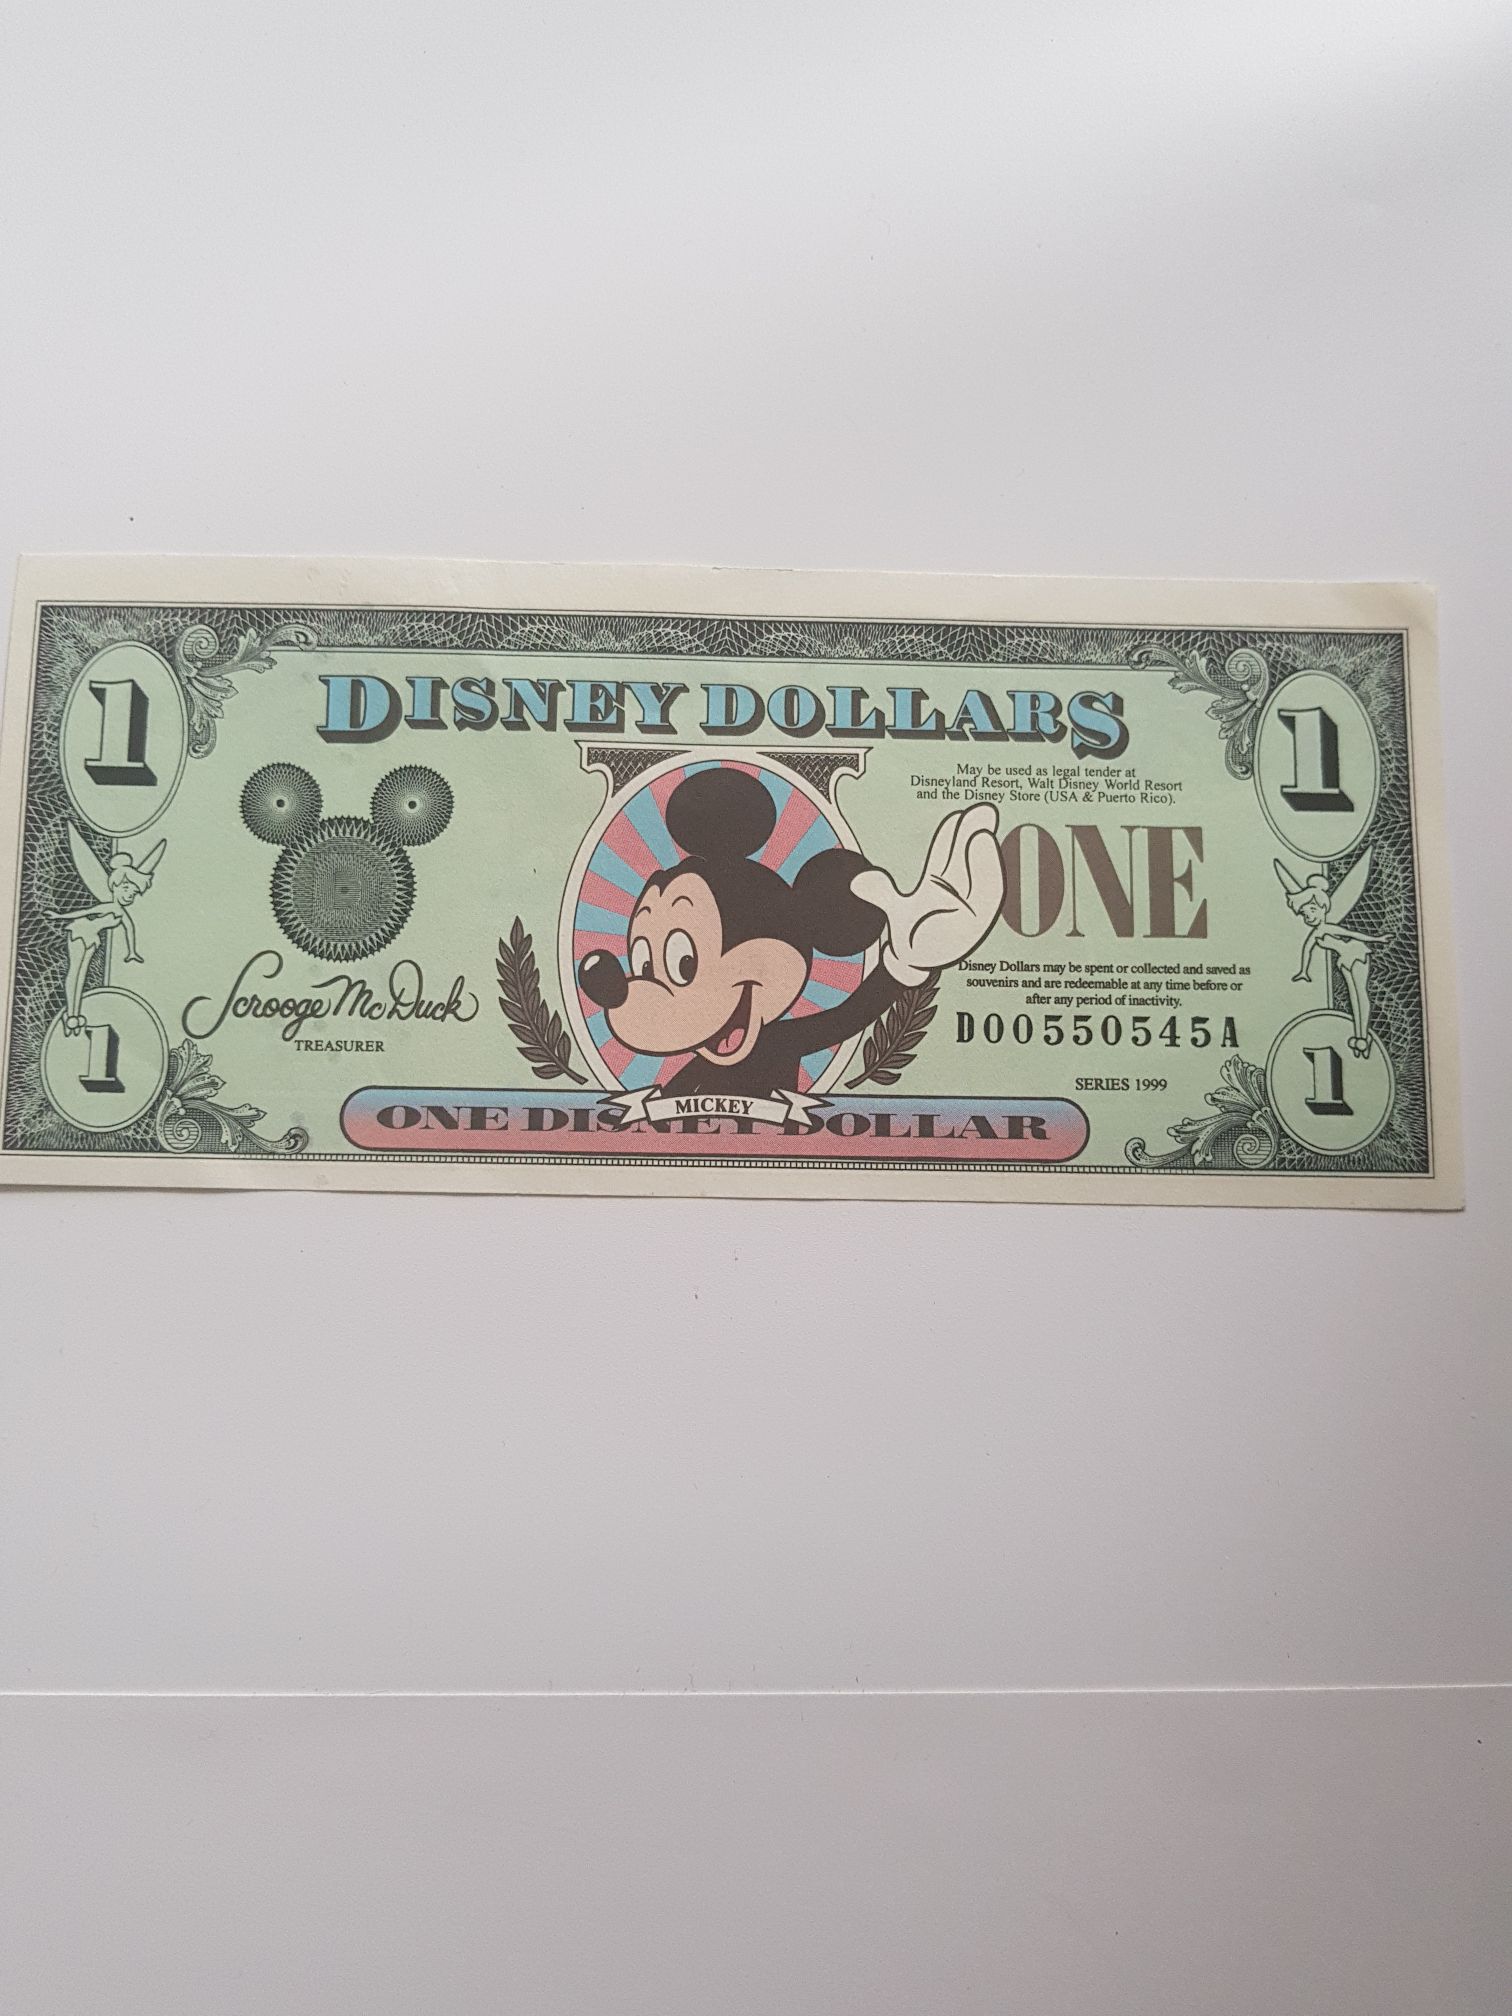 1
1
DISNEY DOLLARS
May be used as legal tender at
Disneyland Resort, Walt Disney World Resort
and the Disney Store (USA & Puerto Rico).
ONE
Scrooge McDuck
TREASURER
Disney Dollars may be spent or collected and saved as
souvenirs and are redeemable at any time before or
after any period of inactivity.
D00550545A
SERIES 1999
1
1
MICKEY
ONE DISNEY DOLLAR